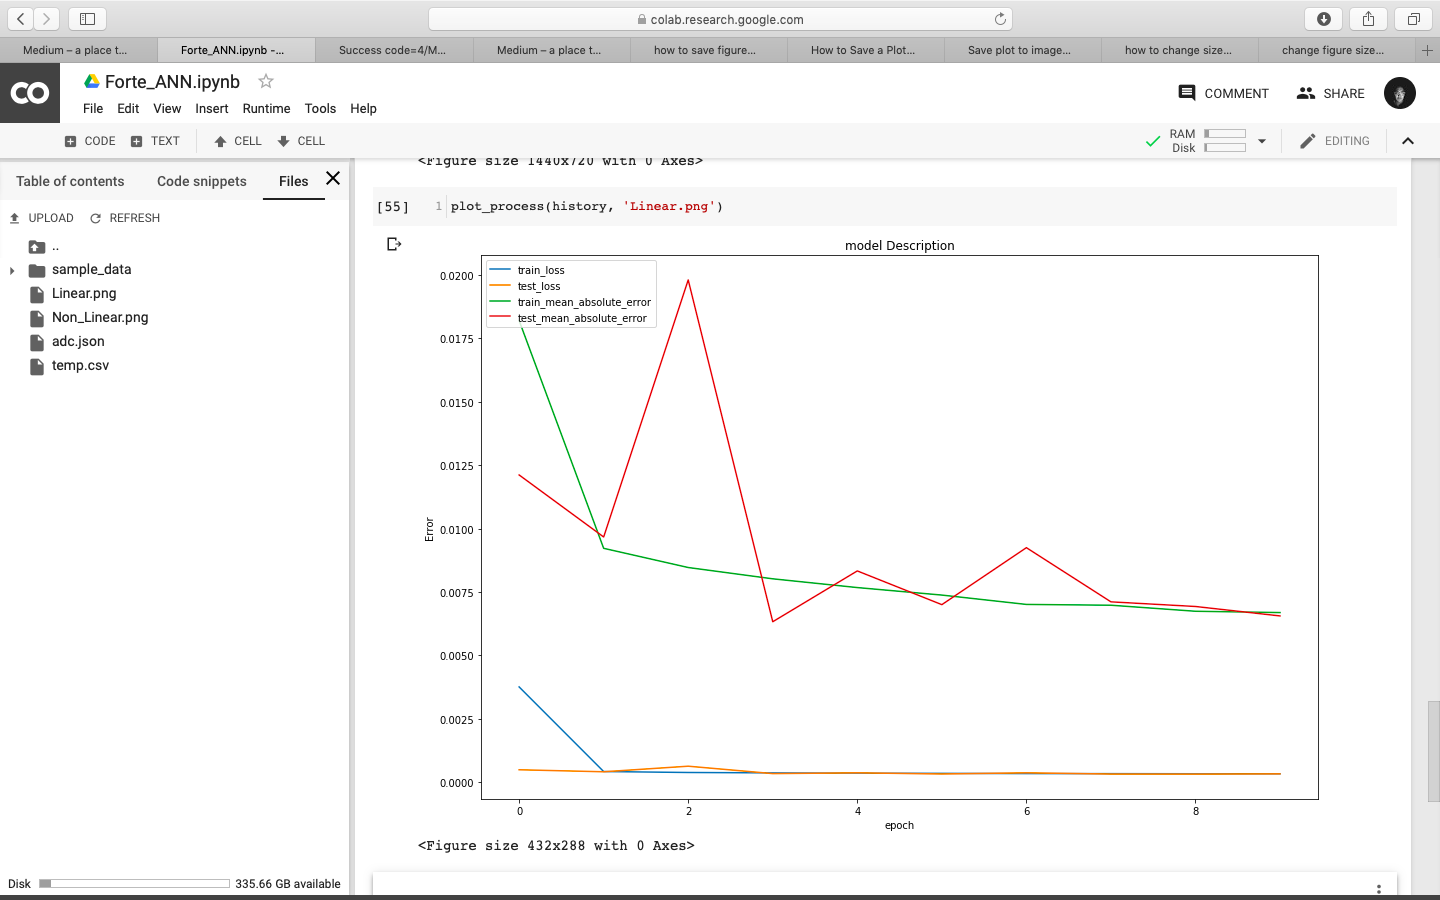 colab.research.google.com
Medium – a place t...
Forte_ANN.ipynb -...
Success code=4/M...
Medium – a place t...
how to save figure...
How to Save a Plot...
Save plot to image...
how to change size...
change figure size...
CO
Forte_ANN.ipynb
COMMENT
SHARE
File Edit View Insert Runtime Tools Help
CODE TEXT CELL CELL
RAM
Disk
EDITING
Table of contents Code snippets Files
UPLOAD REFRESH
..
sample_data
Linear.png
Non_Linear.png
adc.json
temp.csv
Disk 335.66 GB available
<Figure size 1440x720 with 0 Axes>
[55] 1 plot_process(history, 'Linear.png')
model Description
train_loss
test_loss
train_mean_absolute_error
test_mean_absolute_error
0.0200
0.0175
0.0150
0.0125
0.0100
0.0075
0.0050
0.0025
0.0000
Error
0 2 4 6 8
epoch
<Figure size 432x288 with 0 Axes>